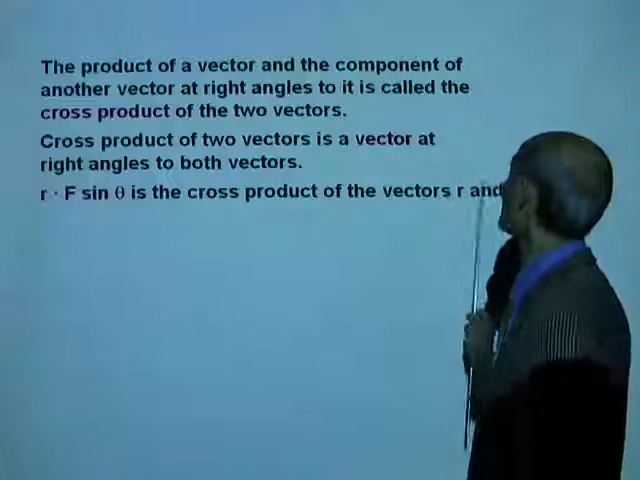 The product of a vector and the component of
another vector at right angles to it is called the
cross product of the two vectors.
Cross product of two vectors is a vector at
right angles to both vectors.
r · F sin θ is the cross product of the vectors r and